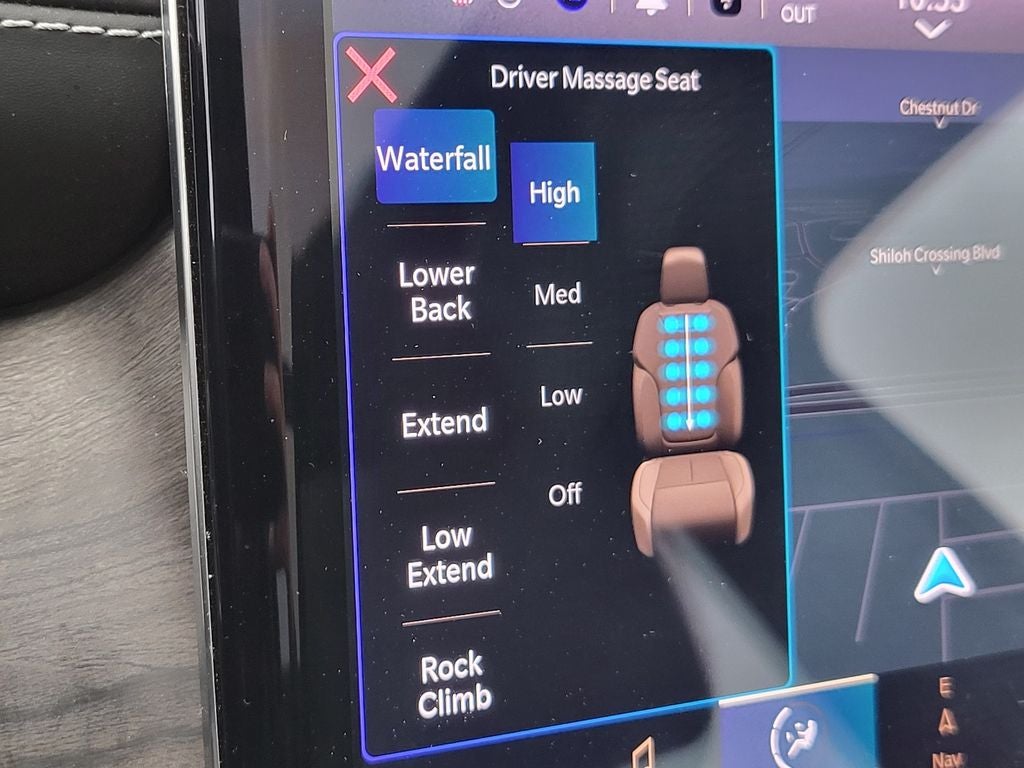 OUT
Driver Massage Seat
Waterfall
High
Lower
Back
Med
Extend
Low
Low
Extend
Off
Rock
Climb
Chestnut Dr
Shiloh Crossing Blvd
E
Nav